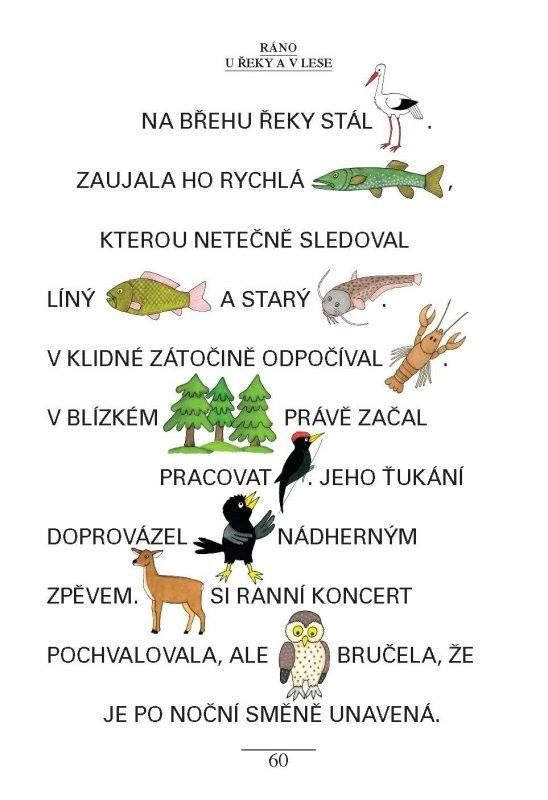 RÁNO
U ŘEKY A V LESE
NA BŘEHU ŘEKY STÁL .
ZAUJALA HO RYCHLÁ ,
KTEROU NETEČNĚ SLEDOVAL
LÍNÝ A STARÝ .
V KLIDNÉ ZÁTOČINĚ ODPOČÍVAL .
V BLÍZKÉM PRÁVĚ ZAČAL
PRACOVAT . JEHO ŤUKÁNÍ
DOPROVÁZEL NÁDHERNÝM
ZPĚVEM. SI RANNÍ KONCERT
POCHVALOVALA, ALE BRUČELA, ŽE
JE PO NOČNÍ SMĚNĚ UNAVENÁ.
60